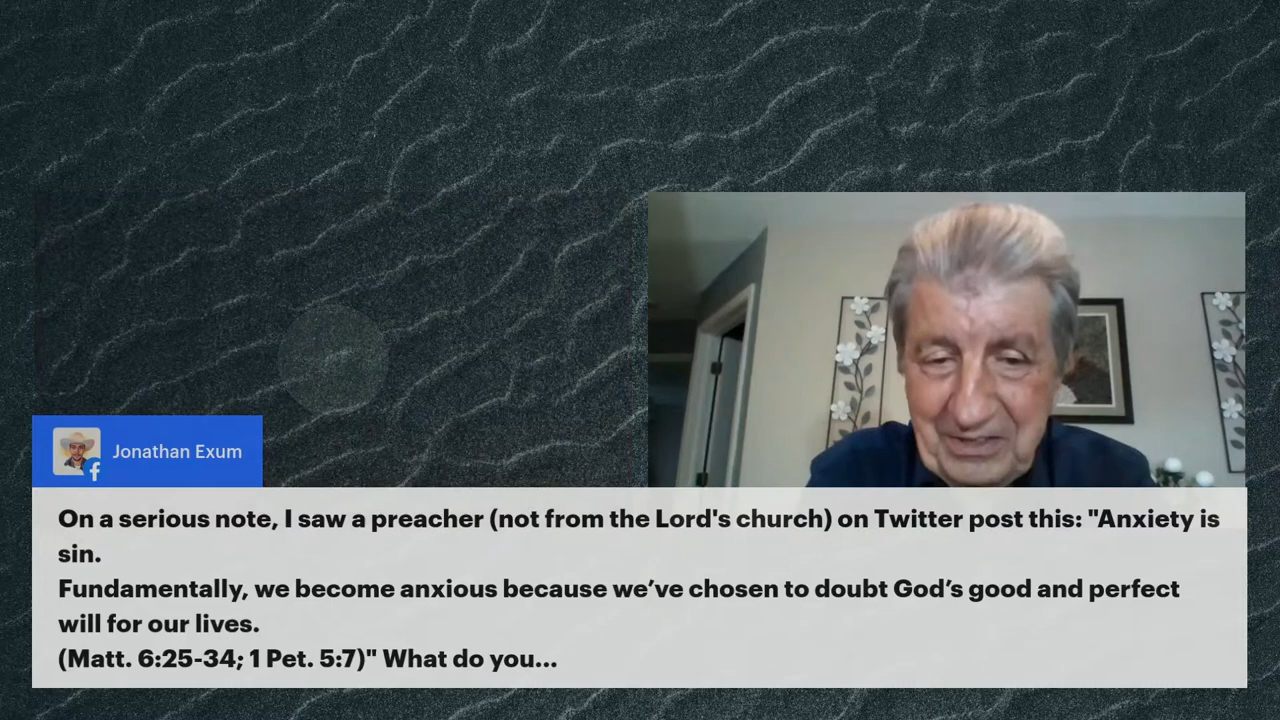 Jonathan Exum
On a serious note, I saw a preacher (not from the Lord's church) on Twitter post this: "Anxiety is
sin.
Fundamentally, we become anxious because we’ve chosen to doubt God’s good and perfect
will for our lives.
(Matt. 6:25-34; 1 Pet. 5:7)" What do you...